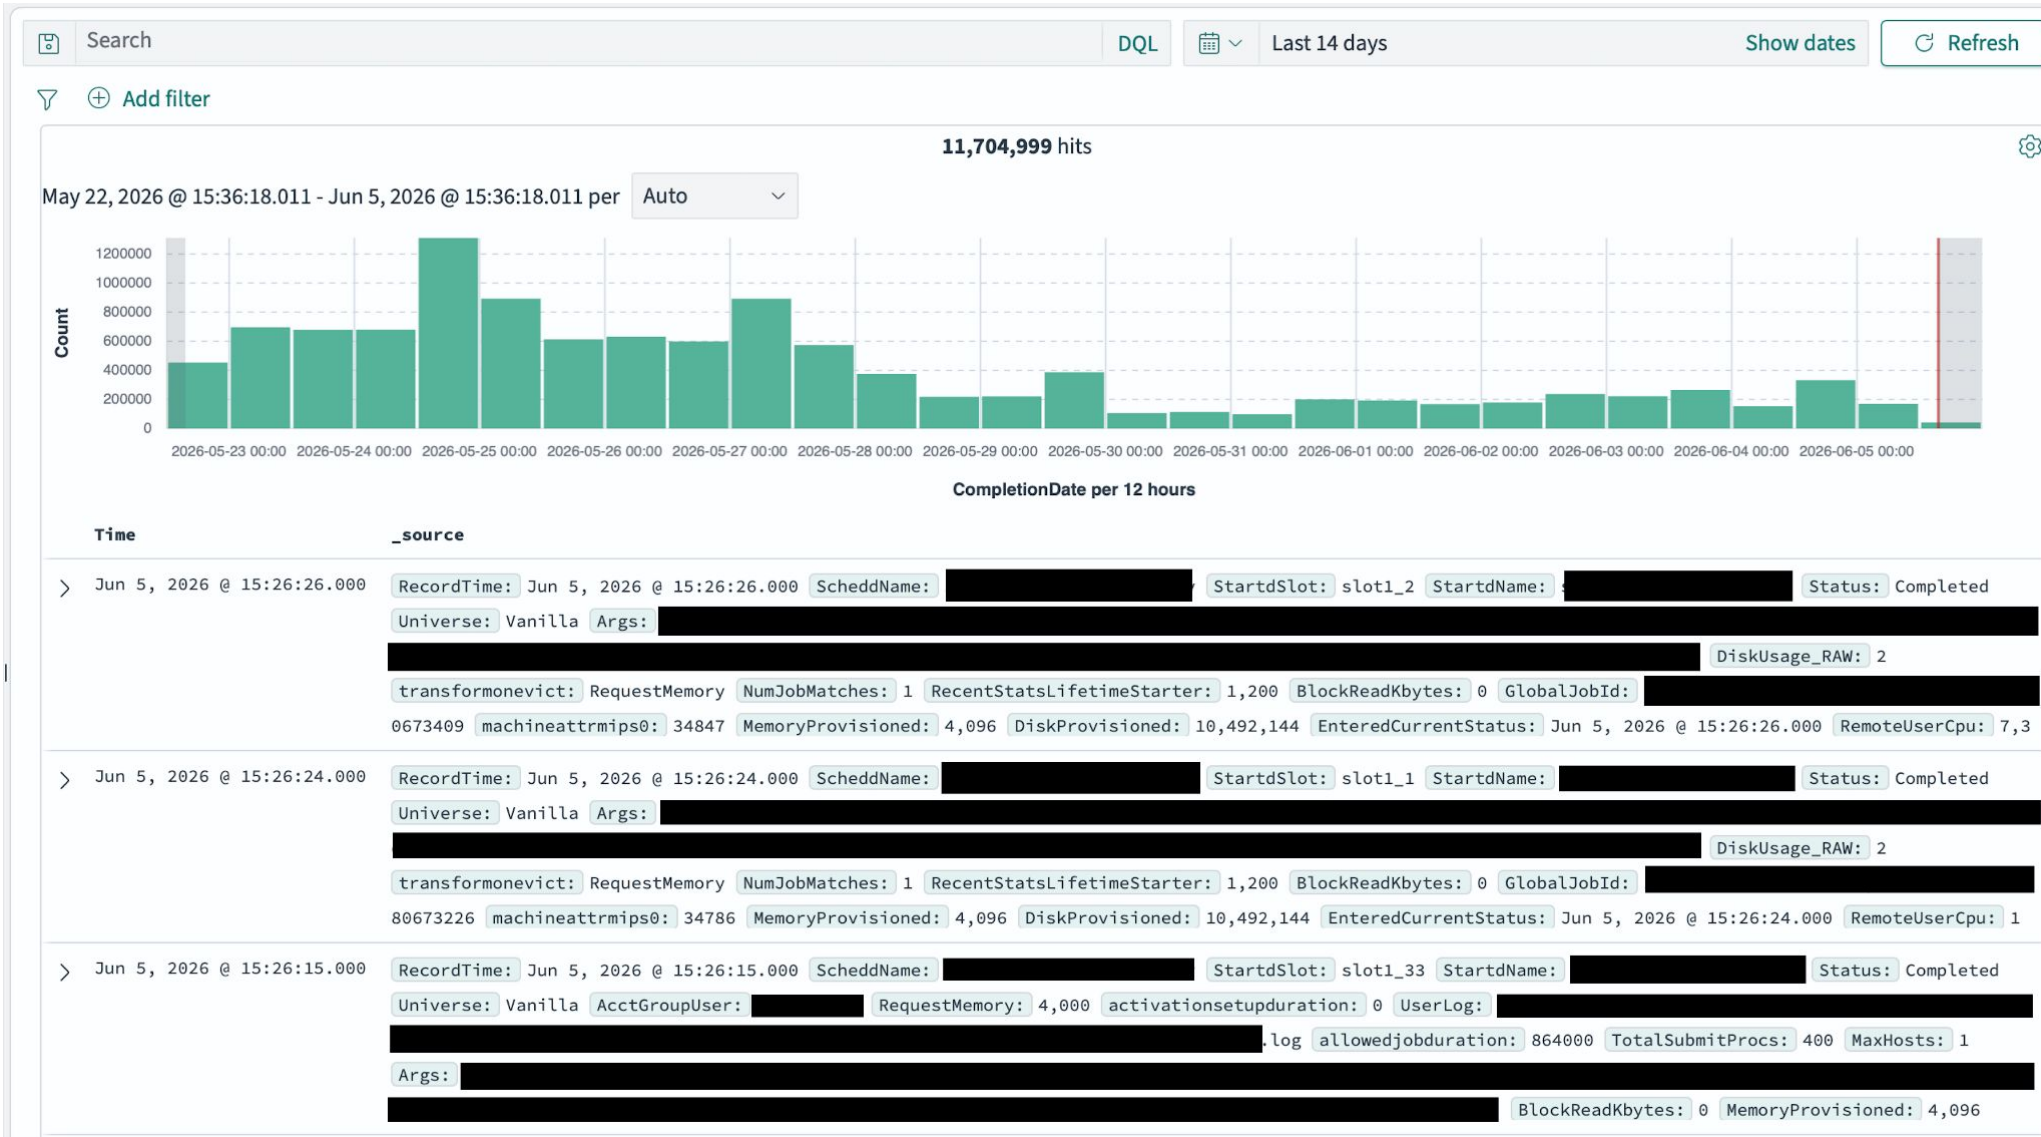 Search DQL Last 14 days Show dates Refresh
Add filter
11,704,999 hits
May 22, 2026 @ 15:36:18.011 - Jun 5, 2026 @ 15:36:18.011 per Auto
Count
1200000
1000000
800000
600000
400000
200000
0
2026-05-23 00:00 2026-05-24 00:00 2026-05-25 00:00 2026-05-26 00:00 2026-05-27 00:00 2026-05-28 00:00 2026-05-29 00:00 2026-05-30 00:00 2026-05-31 00:00 2026-06-01 00:00 2026-06-02 00:00 2026-06-03 00:00 2026-06-04 00:00 2026-06-05 00:00
CompletionDate per 12 hours
Time _source
Jun 5, 2026 @ 15:26:26.000 RecordTime: Jun 5, 2026 @ 15:26:26.000 ScheddName: StartdSlot: slot1_2 StartdName: Status: Completed
Universe: Vanilla Args:
DiskUsage_RAW: 2
transformonevict: RequestMemory NumJobMatches: 1 RecentStatsLifetimeStarter: 1,200 BlockReadKbytes: 0 GlobalJobId:
0673409 machineattrmips0: 34847 MemoryProvisioned: 4,096 DiskProvisioned: 10,492,144 EnteredCurrentStatus: Jun 5, 2026 @ 15:26:26.000 RemoteUserCpu: 7,3
Jun 5, 2026 @ 15:26:24.000 RecordTime: Jun 5, 2026 @ 15:26:24.000 ScheddName: StartdSlot: slot1_1 StartdName: Status: Completed
Universe: Vanilla Args:
DiskUsage_RAW: 2
transformonevict: RequestMemory NumJobMatches: 1 RecentStatsLifetimeStarter: 1,200 BlockReadKbytes: 0 GlobalJobId:
80673226 machineattrmips0: 34786 MemoryProvisioned: 4,096 DiskProvisioned: 10,492,144 EnteredCurrentStatus: Jun 5, 2026 @ 15:26:24.000 RemoteUserCpu: 1
Jun 5, 2026 @ 15:26:15.000 RecordTime: Jun 5, 2026 @ 15:26:15.000 ScheddName: StartdSlot: slot1_33 StartdName: Status: Completed
Universe: Vanilla AcctGroupUser: RequestMemory: 4,000 activationsetupduration: 0 UserLog:
.log allowedjobduration: 864000 TotalSubmitProcs: 400 MaxHosts: 1
Args:
BlockReadKbytes: 0 MemoryProvisioned: 4,096